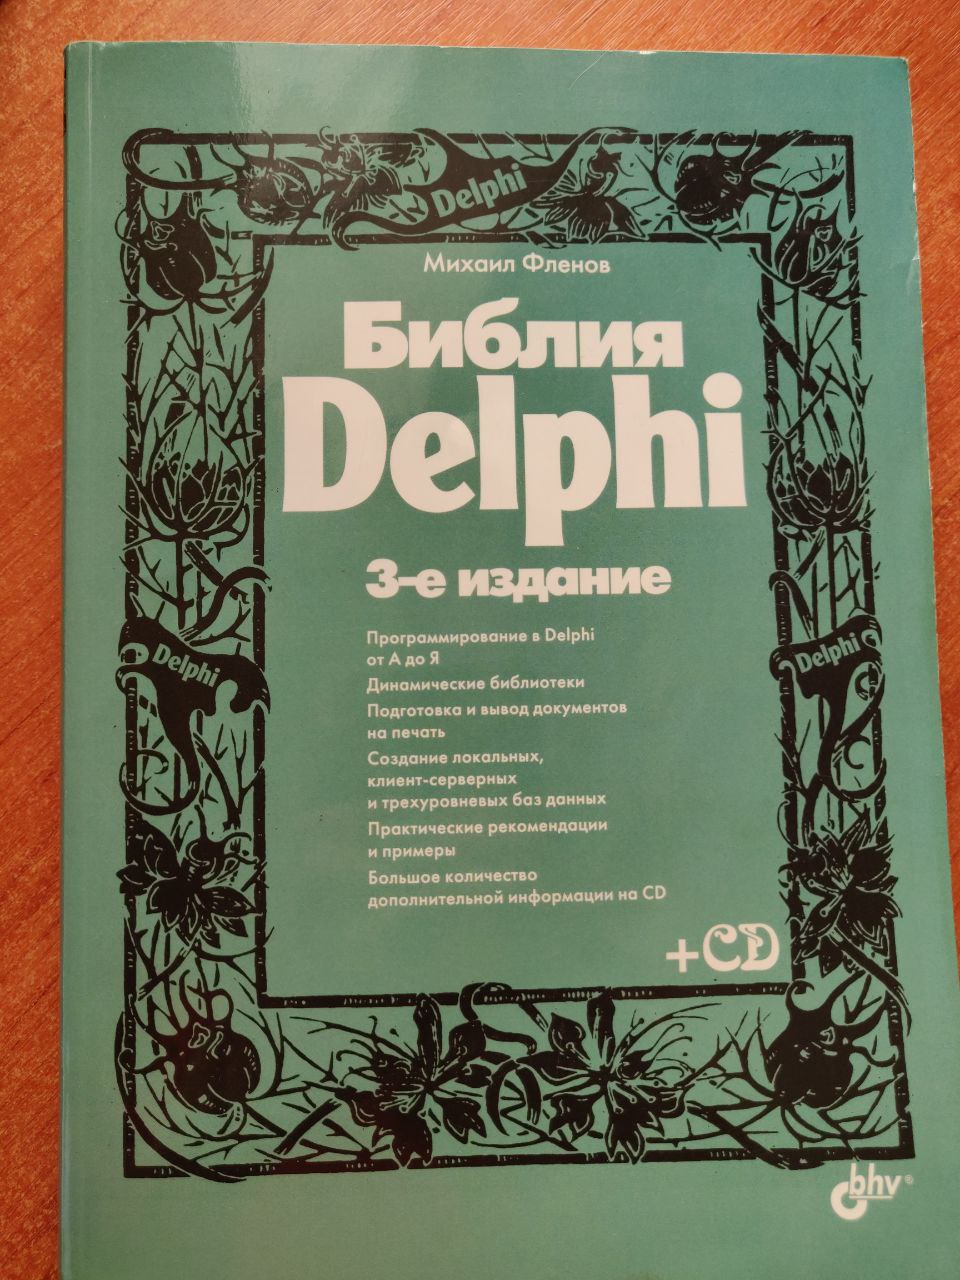 Delphi
Михаил Фленов
Библия
Delphi
3-е издание
Программирование в Delphi
от А до Я
Динамические библиотеки
Подготовка и вывод документов
на печать
Создание локальных,
клиент-серверных
и трехуровневых баз данных
Практические рекомендации
и примеры
Большое количество
дополнительной информации на CD
Delphi
Delphi
+CD
bhv®